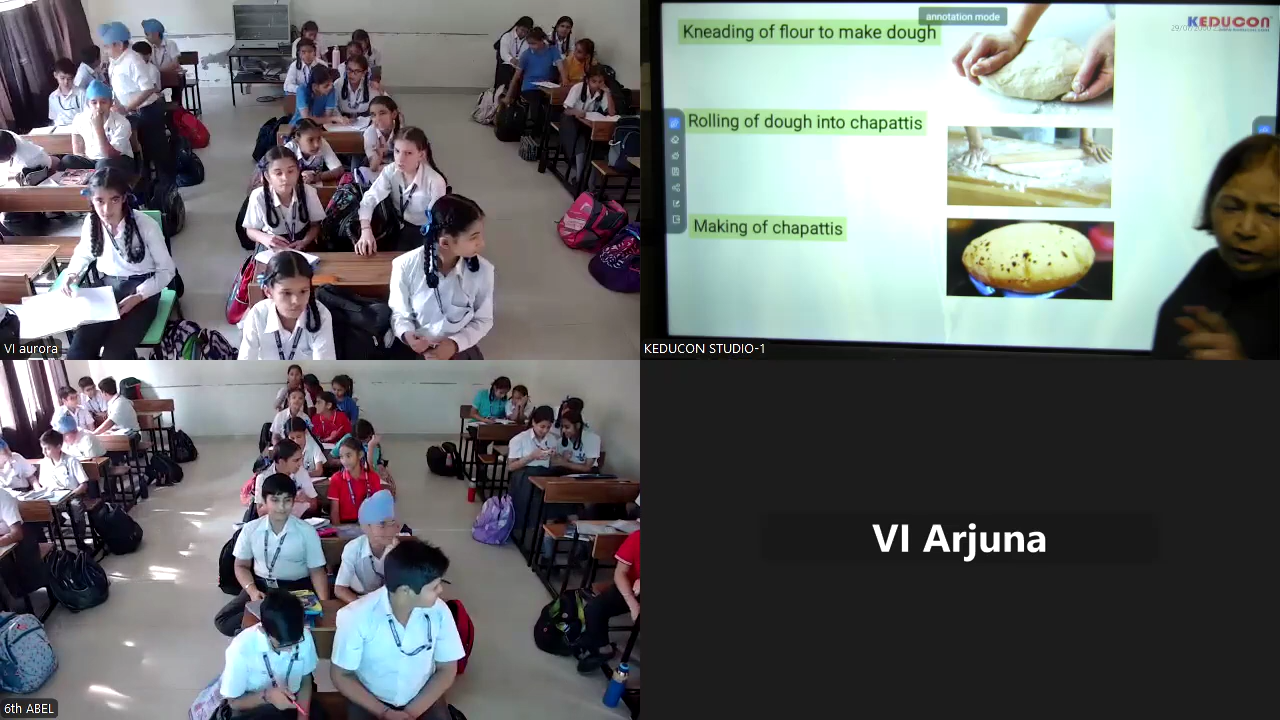 annotation mode
KEDUCON
Kneading of flour to make dough
Rolling of dough into chapattis
Making of chapattis
VI aurora
KEDUCON STUDIO-1
VI Arjuna
6th ABEL